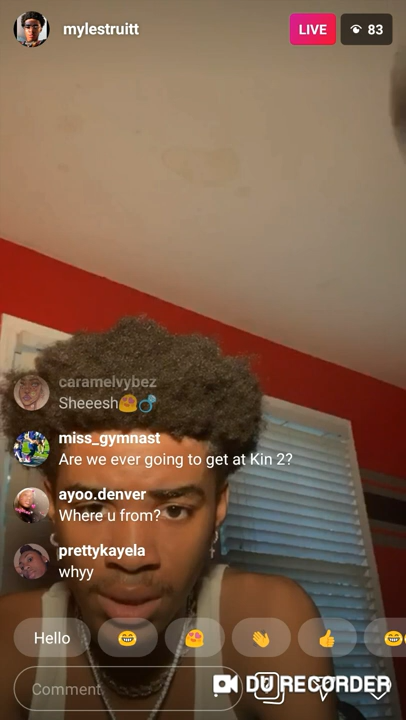 mylestruitt
LIVE
83
caramelvybez
Sheeesh😍💍
miss_gymnast
Are we ever going to get at Kin 2?
ayoo.denver
Where u from?
prettykayela
whyy
Hello 😂 😍 👏 👍 😂
Comment
DU RECORDER